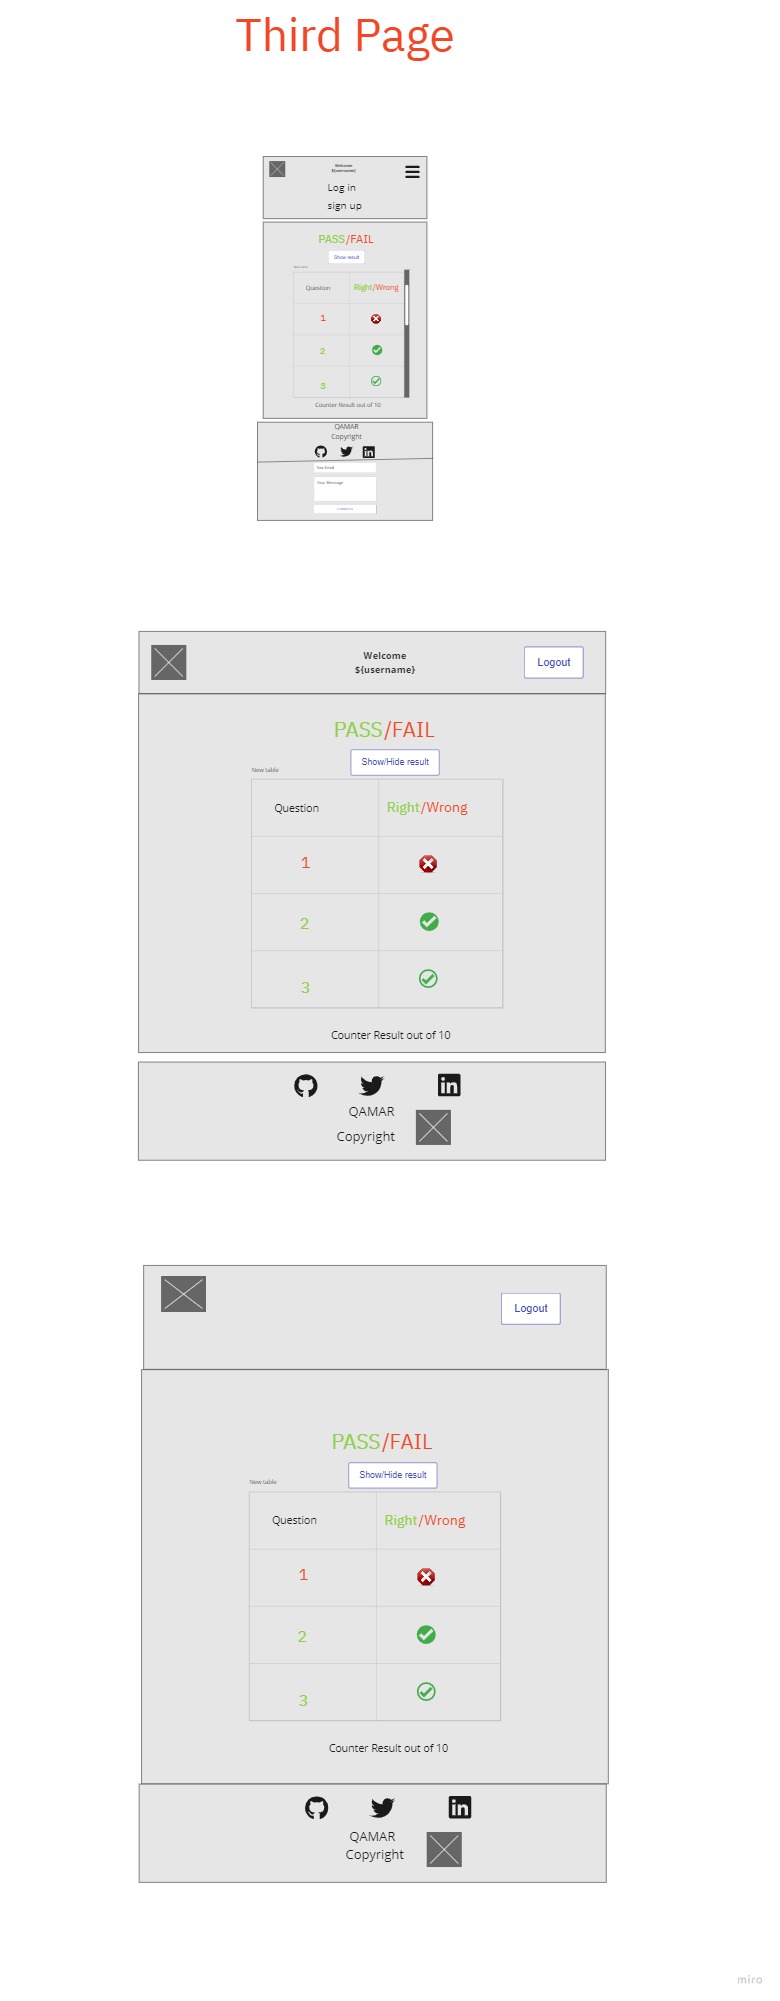 Third Page
Welcome
${username}
Log in
sign up
PASS/FAIL
Show result
Question
Right/Wrong
1
2
3
Counter Result out of 10
QAMAR
Copyright
Your Email
Your Message
Welcome
${username}
Logout
PASS/FAIL
Show/Hide result
New table
Question
Right/Wrong
1
2
3
Counter Result out of 10
QAMAR
Copyright
Logout
PASS/FAIL
Show/Hide result
New table
Question
Right/Wrong
1
2
3
Counter Result out of 10
QAMAR
Copyright
miro